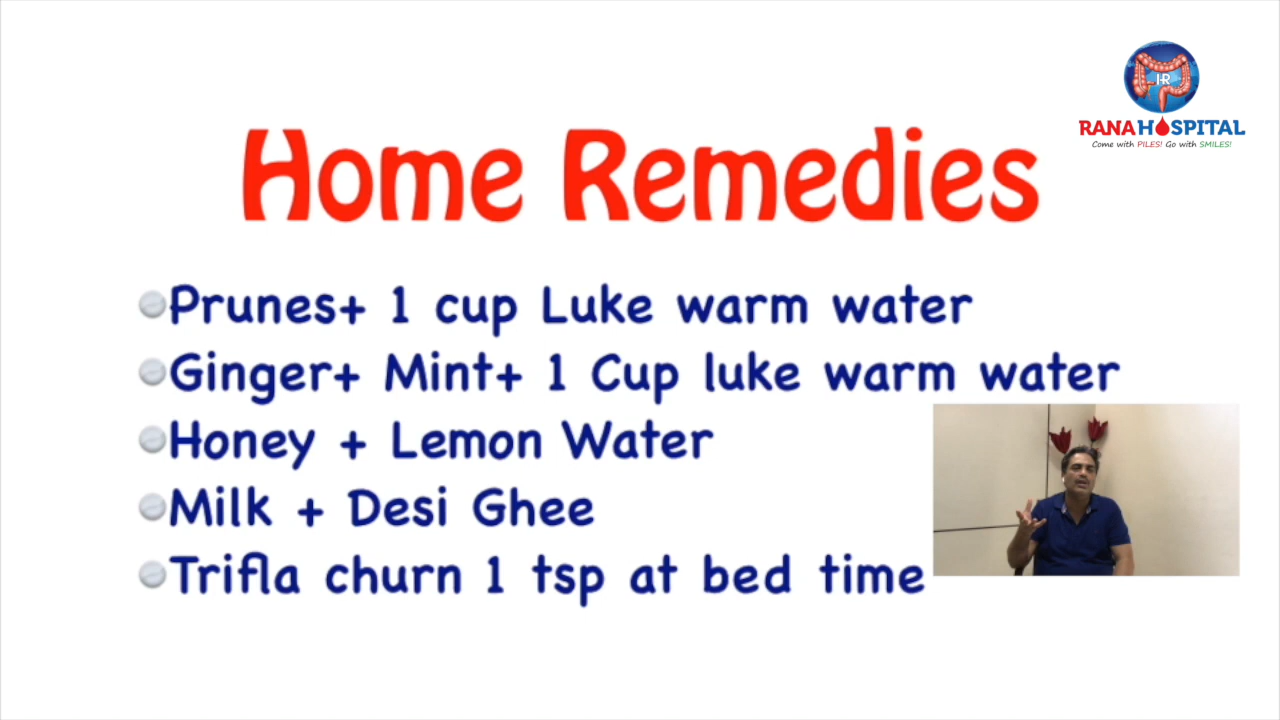 HR
RANA HOSPITAL
Come with PILES! Go with SMILES!
Home Remedies
Prunes+ 1 cup Luke warm water
Ginger+ Mint+ 1 Cup luke warm water
Honey + Lemon Water
Milk + Desi Ghee
Trifla churn 1 tsp at bed time